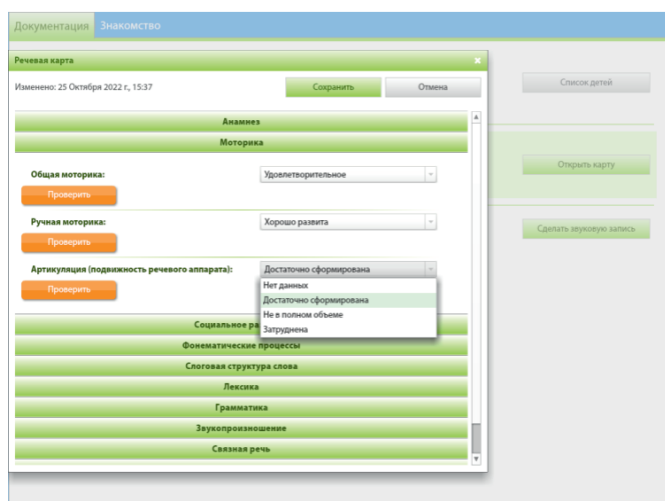 Документация Знакомство
Речевая карта
Изменено: 25 Октября 2022 г., 15:37 Сохранить Отмена
Список детей
Анамнез
Моторика
Открыть карту
Общая моторика: Удовлетворительное
Проверить
Ручная моторика: Хорошо развита
Сделать звуковую запись
Проверить
Артикуляция (подвижность речевого аппарата): Достаточно сформирована
Проверить
Нет данных
Достаточно сформирована
Не в полном объеме
Затруднена
Социальное ра
Фонематические процессы
Слоговая структура слова
Лексика
Грамматика
Звукопроизношение
Связная речь